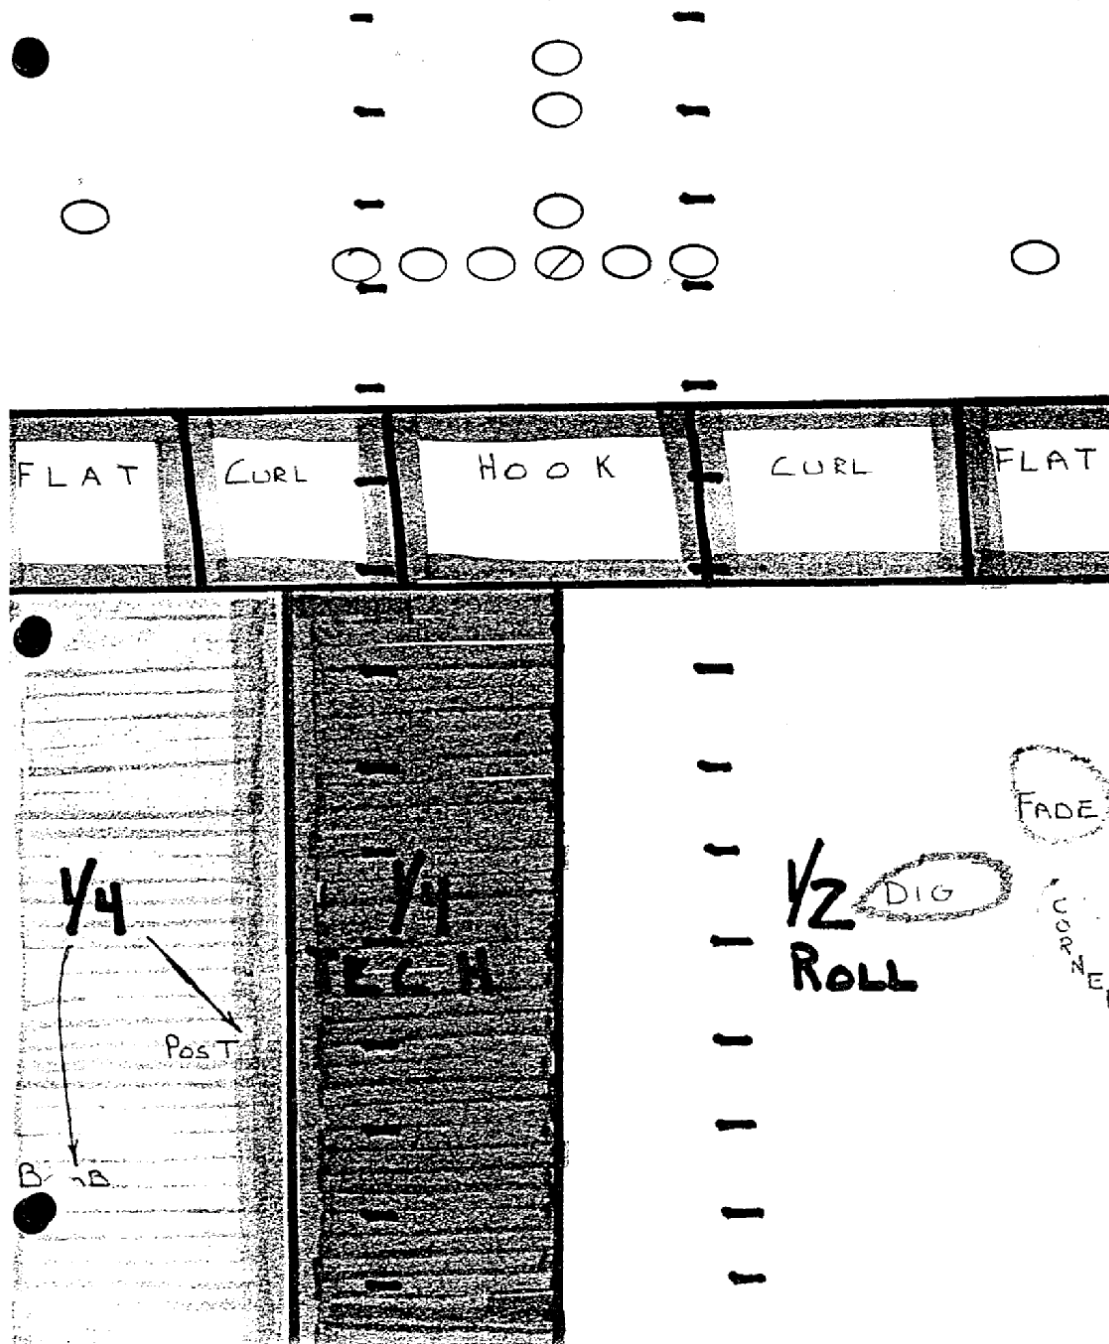 FLAT CURL HOOK CURL FLAT
FADE
1/4 1/4 1/2 DIG
TECH ROLL
POST